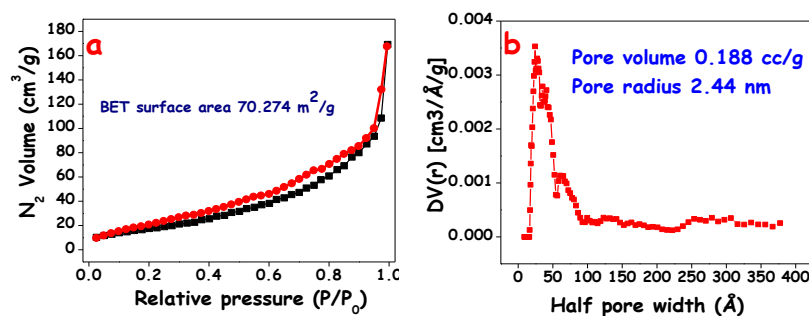 a
N₂ Volume (cm³/g)
180
160
140
120
100
80
60
40
20
0
BET surface area 70.274 m²/g
0.0 0.2 0.4 0.6 0.8 1.0
Relative pressure (P/P₀)
b
DV(r) [cm3/Å/g]
0.004
0.003
0.002
0.001
0.000
Pore volume 0.188 cc/g
Pore radius 2.44 nm
0 50 100 150 200 250 300 350 400
Half pore width (Å)